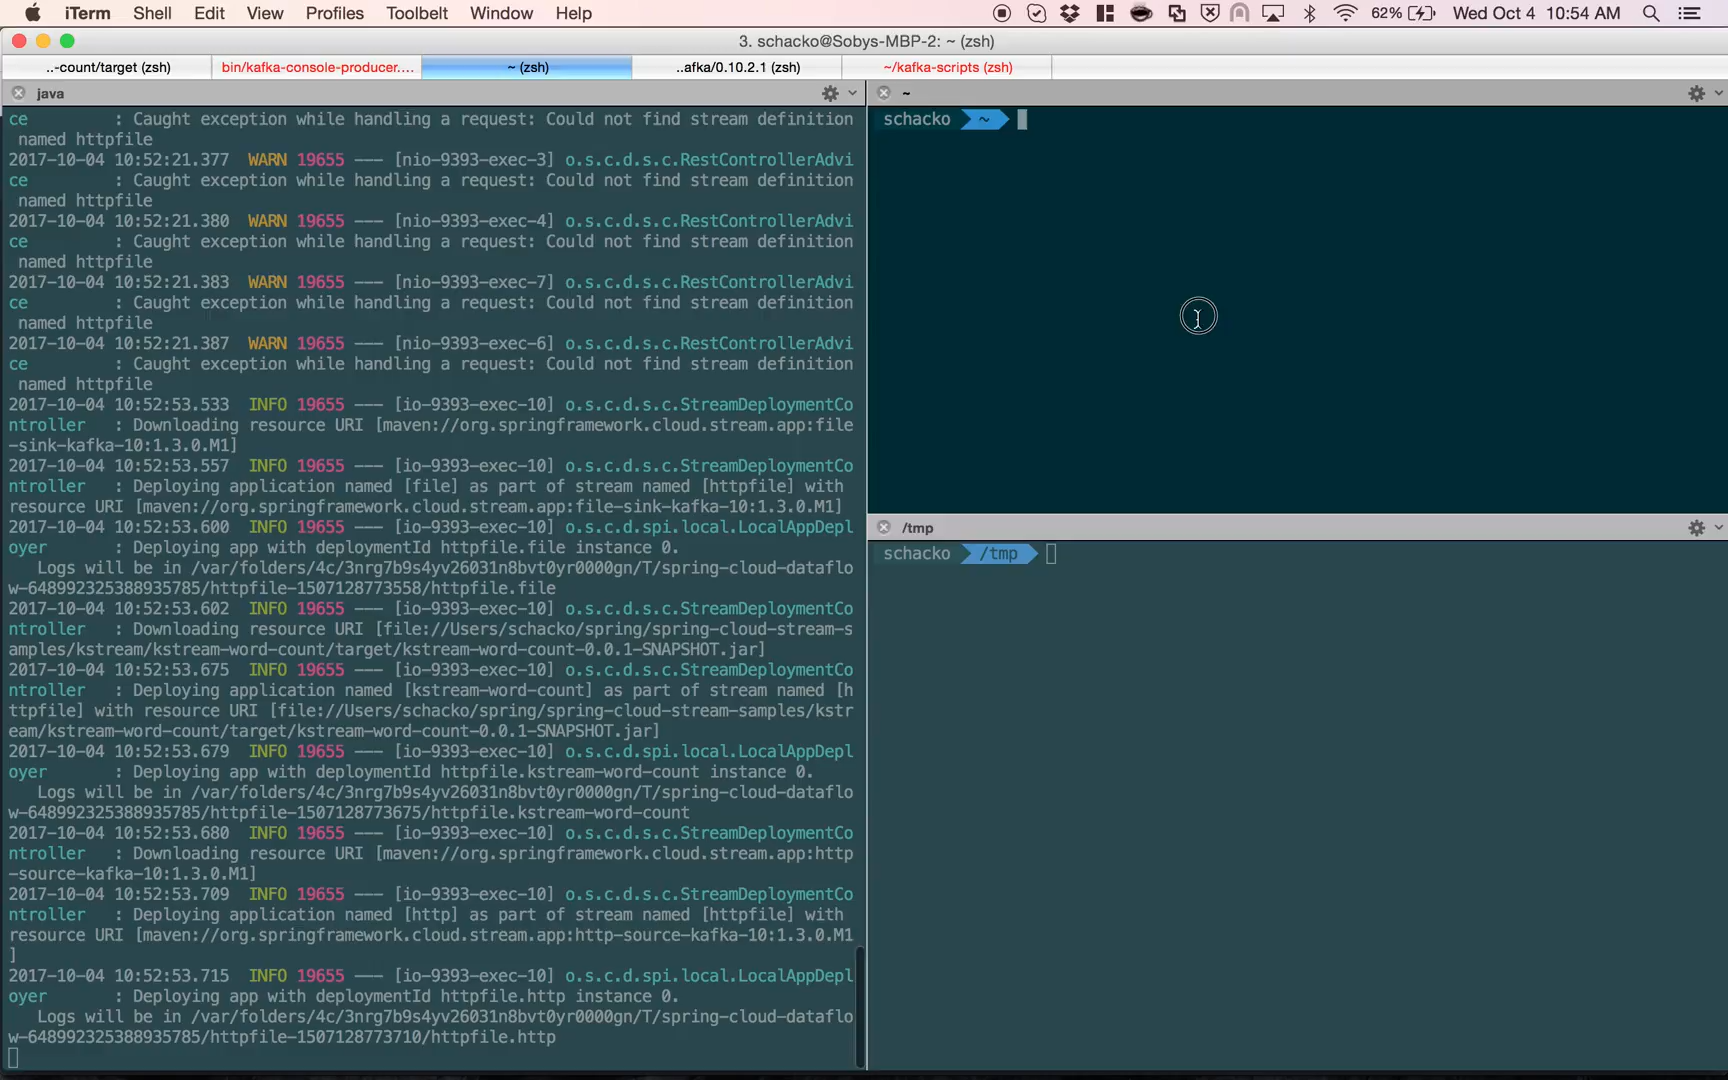 iTerm Shell Edit View Profiles Toolbelt Window Help 62% Wed Oct 4 10:54 AM
3. schacko@Sobys-MBP-2: ~ (zsh)
..-count/target (zsh) bin/kafka-console-producer.... ~ (zsh) ..afka/0.10.2.1 (zsh) ~/kafka-scripts (zsh)
java
ce : Caught exception while handling a request: Could not find stream definition
named httpfile
2017-10-04 10:52:21.377 WARN 19655 --- [nio-9393-exec-3] o.s.c.d.s.c.RestControllerAdvi
ce : Caught exception while handling a request: Could not find stream definition
named httpfile
2017-10-04 10:52:21.380 WARN 19655 --- [nio-9393-exec-4] o.s.c.d.s.c.RestControllerAdvi
ce : Caught exception while handling a request: Could not find stream definition
named httpfile
2017-10-04 10:52:21.383 WARN 19655 --- [nio-9393-exec-7] o.s.c.d.s.c.RestControllerAdvi
ce : Caught exception while handling a request: Could not find stream definition
named httpfile
2017-10-04 10:52:21.387 WARN 19655 --- [nio-9393-exec-6] o.s.c.d.s.c.RestControllerAdvi
ce : Caught exception while handling a request: Could not find stream definition
named httpfile
2017-10-04 10:52:53.533 INFO 19655 --- [io-9393-exec-10] o.s.c.d.s.c.StreamDeploymentCo
ntroller : Downloading resource URI [maven://org.springframework.cloud.stream.app:file
-sink-kafka-10:1.3.0.M1]
2017-10-04 10:52:53.557 INFO 19655 --- [io-9393-exec-10] o.s.c.d.s.c.StreamDeploymentCo
ntroller : Deploying application named [file] as part of stream named [httpfile] with
resource URI [maven://org.springframework.cloud.stream.app:file-sink-kafka-10:1.3.0.M1]
2017-10-04 10:52:53.600 INFO 19655 --- [io-9393-exec-10] o.s.c.d.spi.local.LocalAppDepl
oyer : Deploying app with deploymentId httpfile.file instance 0.
Logs will be in /var/folders/4c/3nrg7b9s4yv26031n8bvt0yr0000gn/T/spring-cloud-dataflo
w-648992325388935785/httpfile-1507128773558/httpfile.file
2017-10-04 10:52:53.602 INFO 19655 --- [io-9393-exec-10] o.s.c.d.s.c.StreamDeploymentCo
ntroller : Downloading resource URI [file://Users/schacko/spring/spring-cloud-stream-s
amples/kstream/kstream-word-count/target/kstream-word-count-0.0.1-SNAPSHOT.jar]
2017-10-04 10:52:53.675 INFO 19655 --- [io-9393-exec-10] o.s.c.d.s.c.StreamDeploymentCo
ntroller : Deploying application named [kstream-word-count] as part of stream named [h
ttpfile] with resource URI [file://Users/schacko/spring/spring-cloud-stream-samples/kstr
eam/kstream-word-count/target/kstream-word-count-0.0.1-SNAPSHOT.jar]
2017-10-04 10:52:53.679 INFO 19655 --- [io-9393-exec-10] o.s.c.d.spi.local.LocalAppDepl
oyer : Deploying app with deploymentId httpfile.kstream-word-count instance 0.
Logs will be in /var/folders/4c/3nrg7b9s4yv26031n8bvt0yr0000gn/T/spring-cloud-dataflo
w-648992325388935785/httpfile-1507128773675/httpfile.kstream-word-count
2017-10-04 10:52:53.680 INFO 19655 --- [io-9393-exec-10] o.s.c.d.s.c.StreamDeploymentCo
ntroller : Downloading resource URI [maven://org.springframework.cloud.stream.app:http
-source-kafka-10:1.3.0.M1]
2017-10-04 10:52:53.709 INFO 19655 --- [io-9393-exec-10] o.s.c.d.s.c.StreamDeploymentCo
ntroller : Deploying application named [http] as part of stream named [httpfile] with
resource URI [maven://org.springframework.cloud.stream.app:http-source-kafka-10:1.3.0.M1
]
2017-10-04 10:52:53.715 INFO 19655 --- [io-9393-exec-10] o.s.c.d.spi.local.LocalAppDepl
oyer : Deploying app with deploymentId httpfile.http instance 0.
Logs will be in /var/folders/4c/3nrg7b9s4yv26031n8bvt0yr0000gn/T/spring-cloud-dataflo
w-648992325388935785/httpfile-1507128773710/httpfile.http
~
schacko ~
/tmp
schacko /tmp